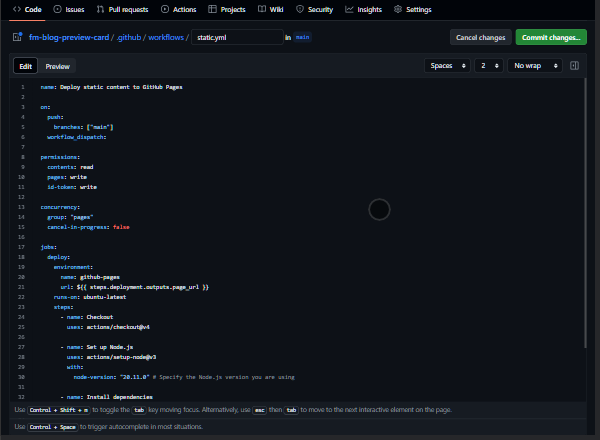 Code Issues Pull requests Actions Projects Wiki Security Insights Settings
fm-blog-preview-card / .github / workflows / static.yml in main Cancel changes Commit changes...
Edit Preview Spaces 2 No wrap
1 name: Deploy static content to GitHub Pages
2
3 on:
4 push:
5 branches: ["main"]
6 workflow_dispatch:
7
8 permissions:
9 contents: read
10 pages: write
11 id-token: write
12
13 concurrency:
14 group: "pages"
15 cancel-in-progress: false
16
17 jobs:
18 deploy:
19 environment:
20 name: github-pages
21 url: ${{ steps.deployment.outputs.page_url }}
22 runs-on: ubuntu-latest
23 steps:
24 - name: Checkout
25 uses: actions/checkout@v4
26
27 - name: Set up Node.js
28 uses: actions/setup-node@v3
29 with:
30 node-version: "20.11.0" # Specify the Node.js version you are using
31
32 - name: Install dependencies
Use Control + Shift + m to toggle the tab key moving focus. Alternatively, use esc then tab to move to the next interactive element on the page.
Use Control + Space to trigger autocomplete in most situations.